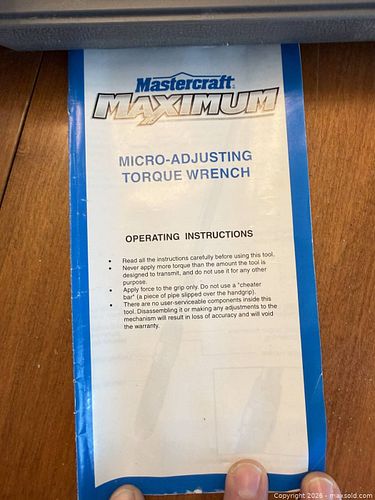 Mastercraft
MAXIMUM
MICRO-ADJUSTING
TORQUE WRENCH
OPERATING INSTRUCTIONS
• Read all the instructions carefully before using this tool.
• Never apply more torque than the amount the tool is
designed to transmit, and do not use it for any other
purpose.
• Apply force to the grip only. Do not use a "cheater
bar" (a piece of pipe slipped over the handgrip).
• There are no user-serviceable components inside this
tool. Disassembling it or making any adjustments to the
mechanism will result in loss of accuracy and will void
the warranty.
Copyright 2026 - maxsold.com